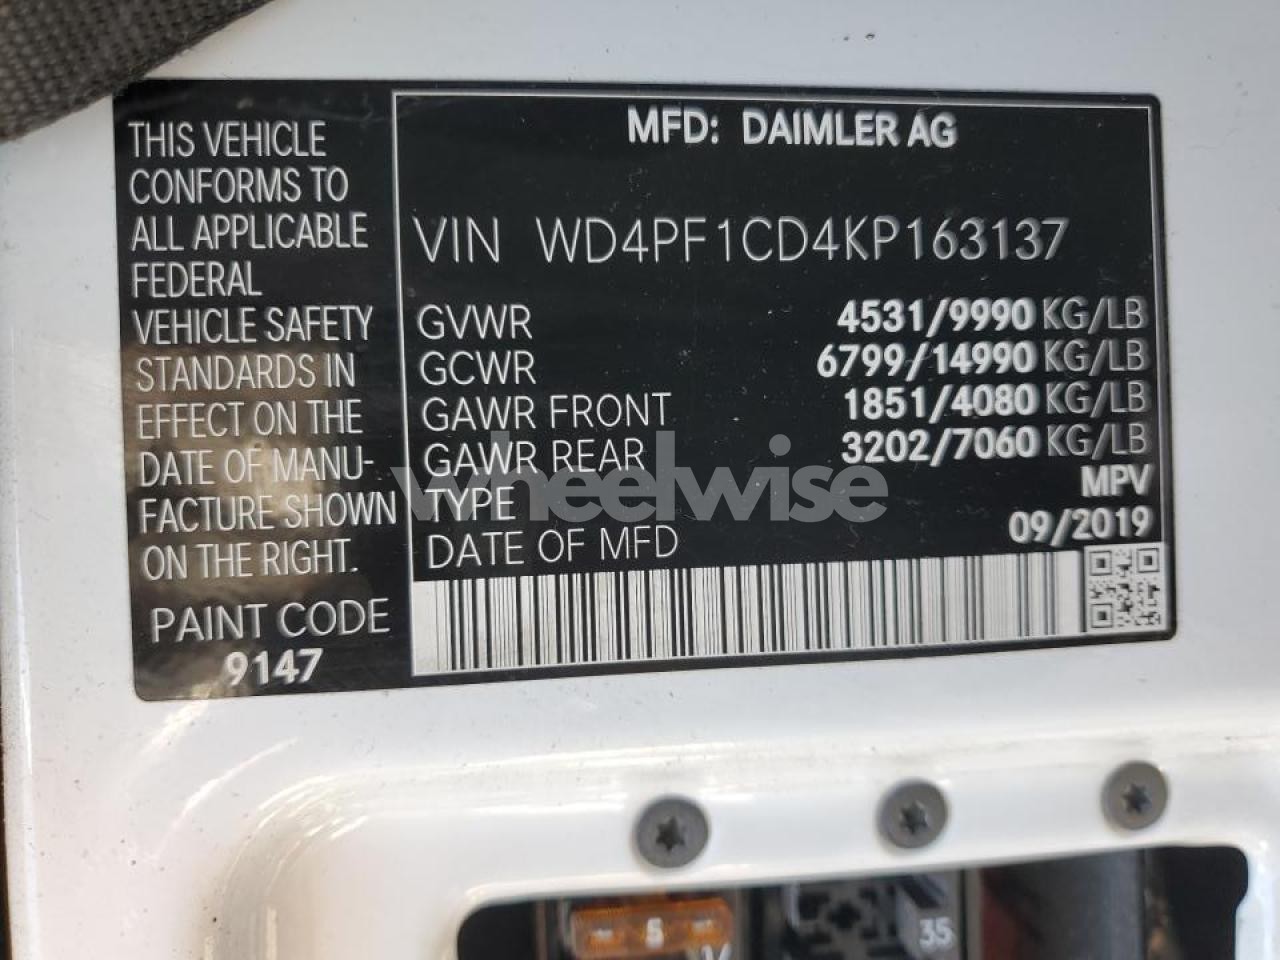 THIS VEHICLE
CONFORMS TO
ALL APPLICABLE
FEDERAL
VEHICLE SAFETY
STANDARDS IN
EFFECT ON THE
DATE OF MANU-
FACTURE SHOWN
ON THE RIGHT.
PAINT CODE
9147
MFD: DAIMLER AG
VIN WD4PF1CD4KP163137
GVWR 4531/9990 KG/LB
GCWR 6799/14990 KG/LB
GAWR FRONT 1851/4080 KG/LB
GAWR REAR 3202/7060 KG/LB
TYPE MPV
DATE OF MFD 09/2019
wheelwise
5
35